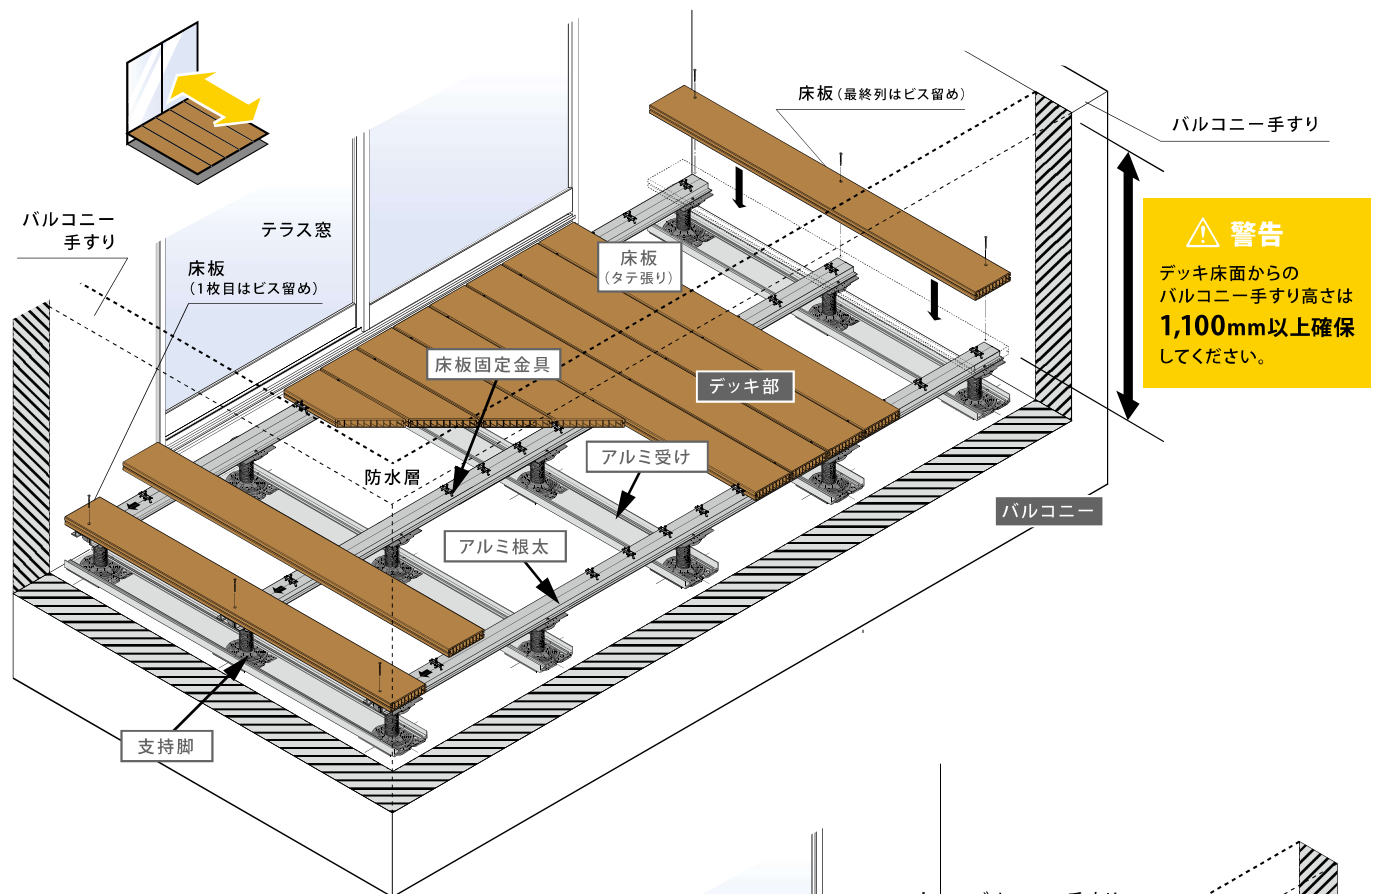 床板（最終列はビス留め）
バルコニー手すり
バルコニー
手すり
テラス窓
床板
（1枚目はビス留め）
床板
（タテ張り）
警告
デッキ床面からの
バルコニー手すり高さは
1,100mm以上確保
してください。
床板固定金具
デッキ部
防水層
アルミ受け
バルコニー
アルミ根太
支持脚